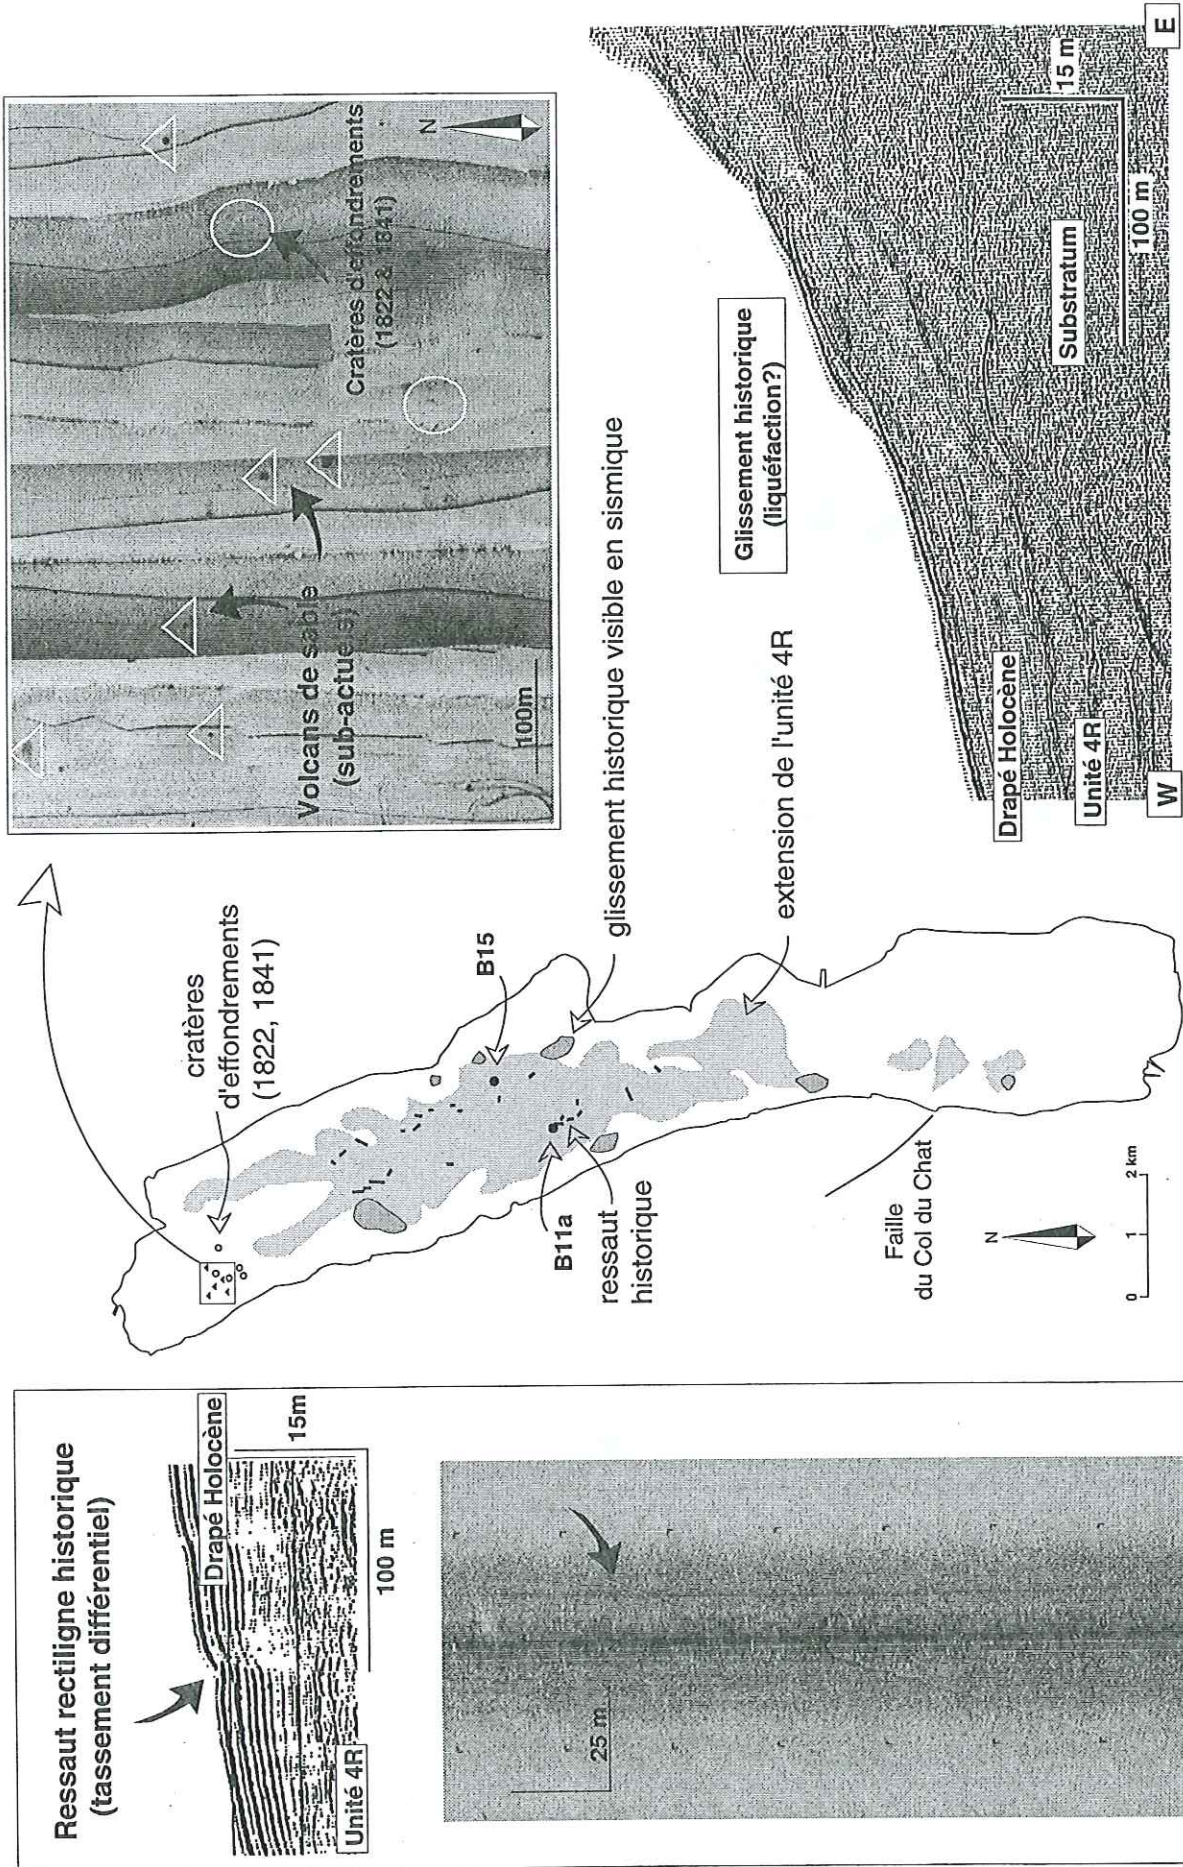 Ressaut rectiligne historique
(tassement différentiel)
Drapé Holocène
15m
100 m
Unité 4R
25 m
cratères
d'effondrements
(1822, 1841)
B15
glissement historique visible en sismique
extension de l'unité 4R
B11a
ressaut
historique
Faille
du Col du Chat
N
0
1
2 km
Volcans de sable
(sub-actuels)
Cratères d'effondrements
(1822 & 1841)
100m
N
Glissement historique
(liquéfaction?)
Drapé Holocène
Unité 4R
Substratum
15 m
100 m
W
E